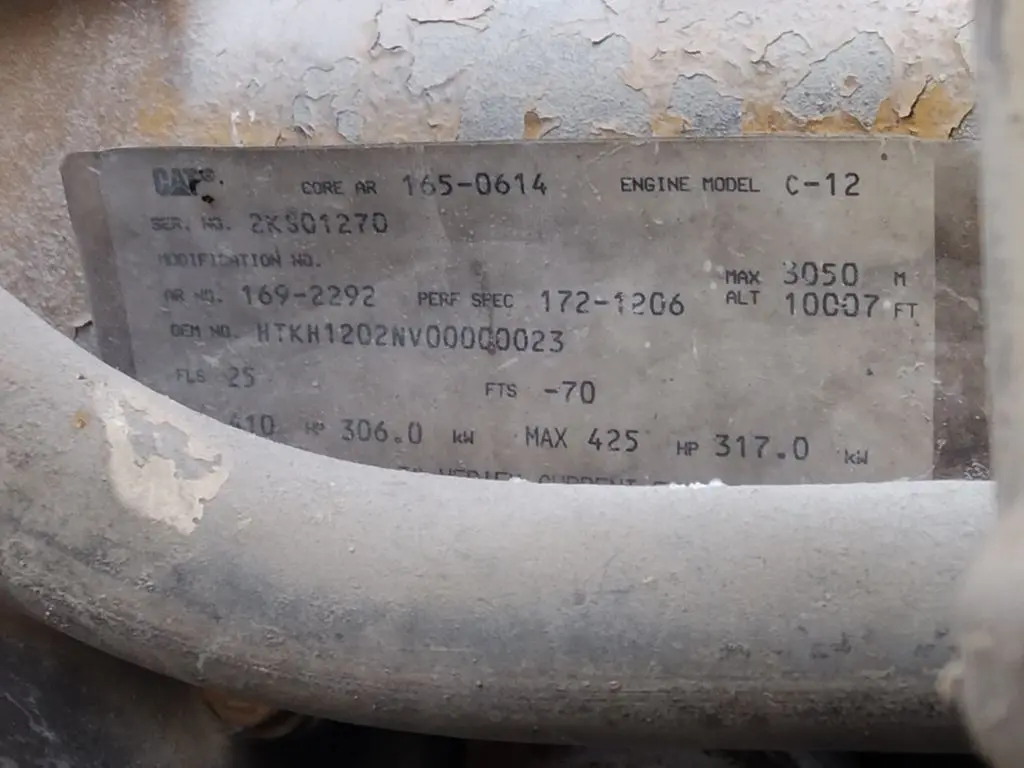 CAT® CORE AR 165-0614 ENGINE MODEL C-12
SER. NO. 2KS01270
MODIFICATION NO.
AR NO. 169-2292 PERF SPEC 172-1206 MAX ALT 3050 M 10007 FT
OEM NO. HTKH1202NV00000023
FLS 25 FTS -70
410 HP 306.0 kW MAX 425 HP 317.0 kW
VERIFY CURRENT